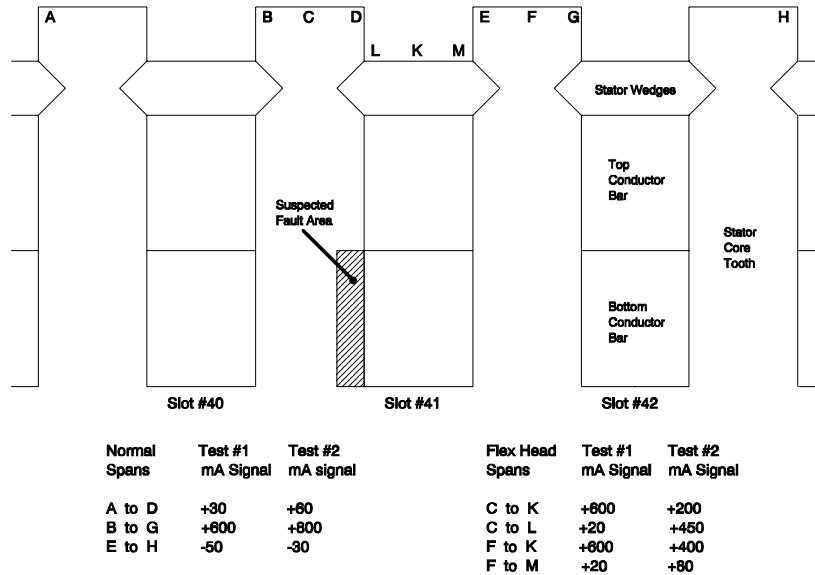 A B C D E F G H
L K M
Stator Wedges
Top
Conductor
Bar
Suspected
Fault Area
Stator
Core
Tooth
Bottom
Conductor
Bar
Slot #40 Slot #41 Slot #42
Normal Test #1 Test #2
Spans mA Signal mA signal
A to D +30 +60
B to G +600 +800
E to H -50 -30
Flex Head Test #1 Test #2
Spans mA Signal mA Signal
C to K +600 +200
C to L +20 +450
F to K +600 +400
F to M +20 +80